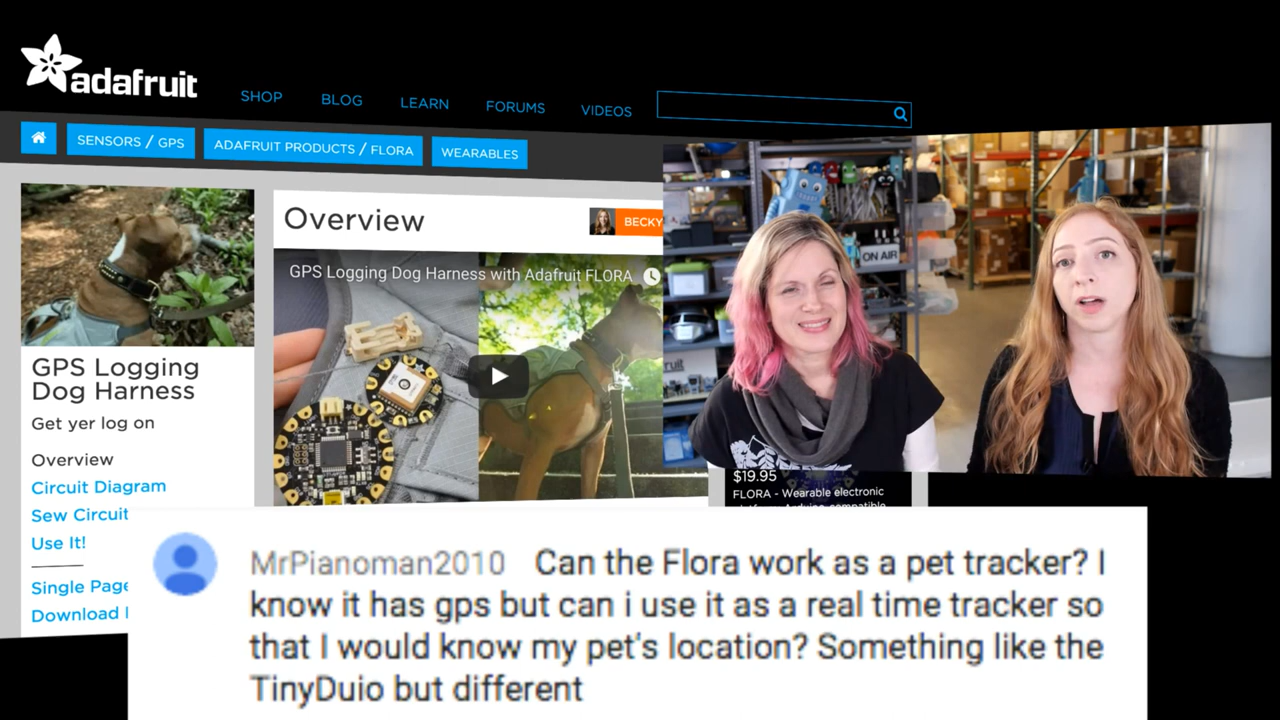 adafruit
SHOP BLOG LEARN FORUMS VIDEOS
SENSORS / GPS ADAFRUIT PRODUCTS / FLORA WEARABLES
Overview
BECKY
GPS Logging Dog Harness with Adafruit FLORA
ON AIR
GPS Logging
Dog Harness
Get yer log on
Overview
Circuit Diagram
Sew Circuit
Use It!
Single Page
Download
$19.95
FLORA - Wearable electronic
MrPianoman2010 Can the Flora work as a pet tracker? I
know it has gps but can i use it as a real time tracker so
that I would know my pet's location? Something like the
TinyDuio but different